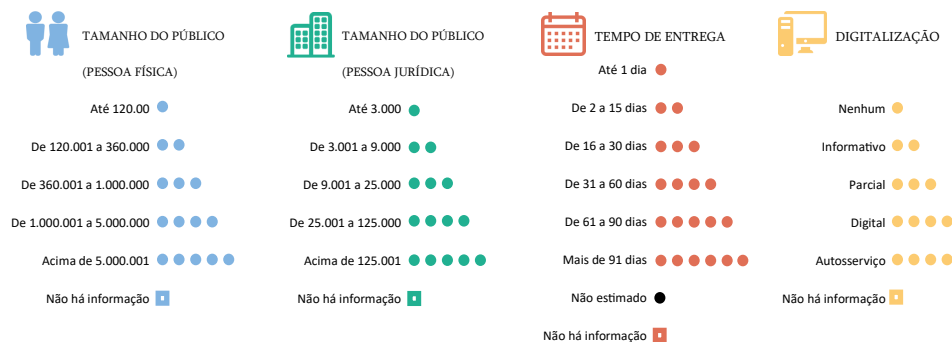 TAMANHO DO PÚBLICO
(PESSOA FÍSICA)
Até 120.00
De 120.001 a 360.000
De 360.001 a 1.000.000
De 1.000.001 a 5.000.000
Acima de 5.000.001
Não há informação
TAMANHO DO PÚBLICO
(PESSOA JURÍDICA)
Até 3.000
De 3.001 a 9.000
De 9.001 a 25.000
De 25.001 a 125.000
Acima de 125.001
Não há informação
TEMPO DE ENTREGA
Até 1 dia
De 2 a 15 dias
De 16 a 30 dias
De 31 a 60 dias
De 61 a 90 dias
Mais de 91 dias
Não estimado
Não há informação
DIGITALIZAÇÃO
Nenhum
Informativo
Parcial
Digital
Autosserviço
Não há informação